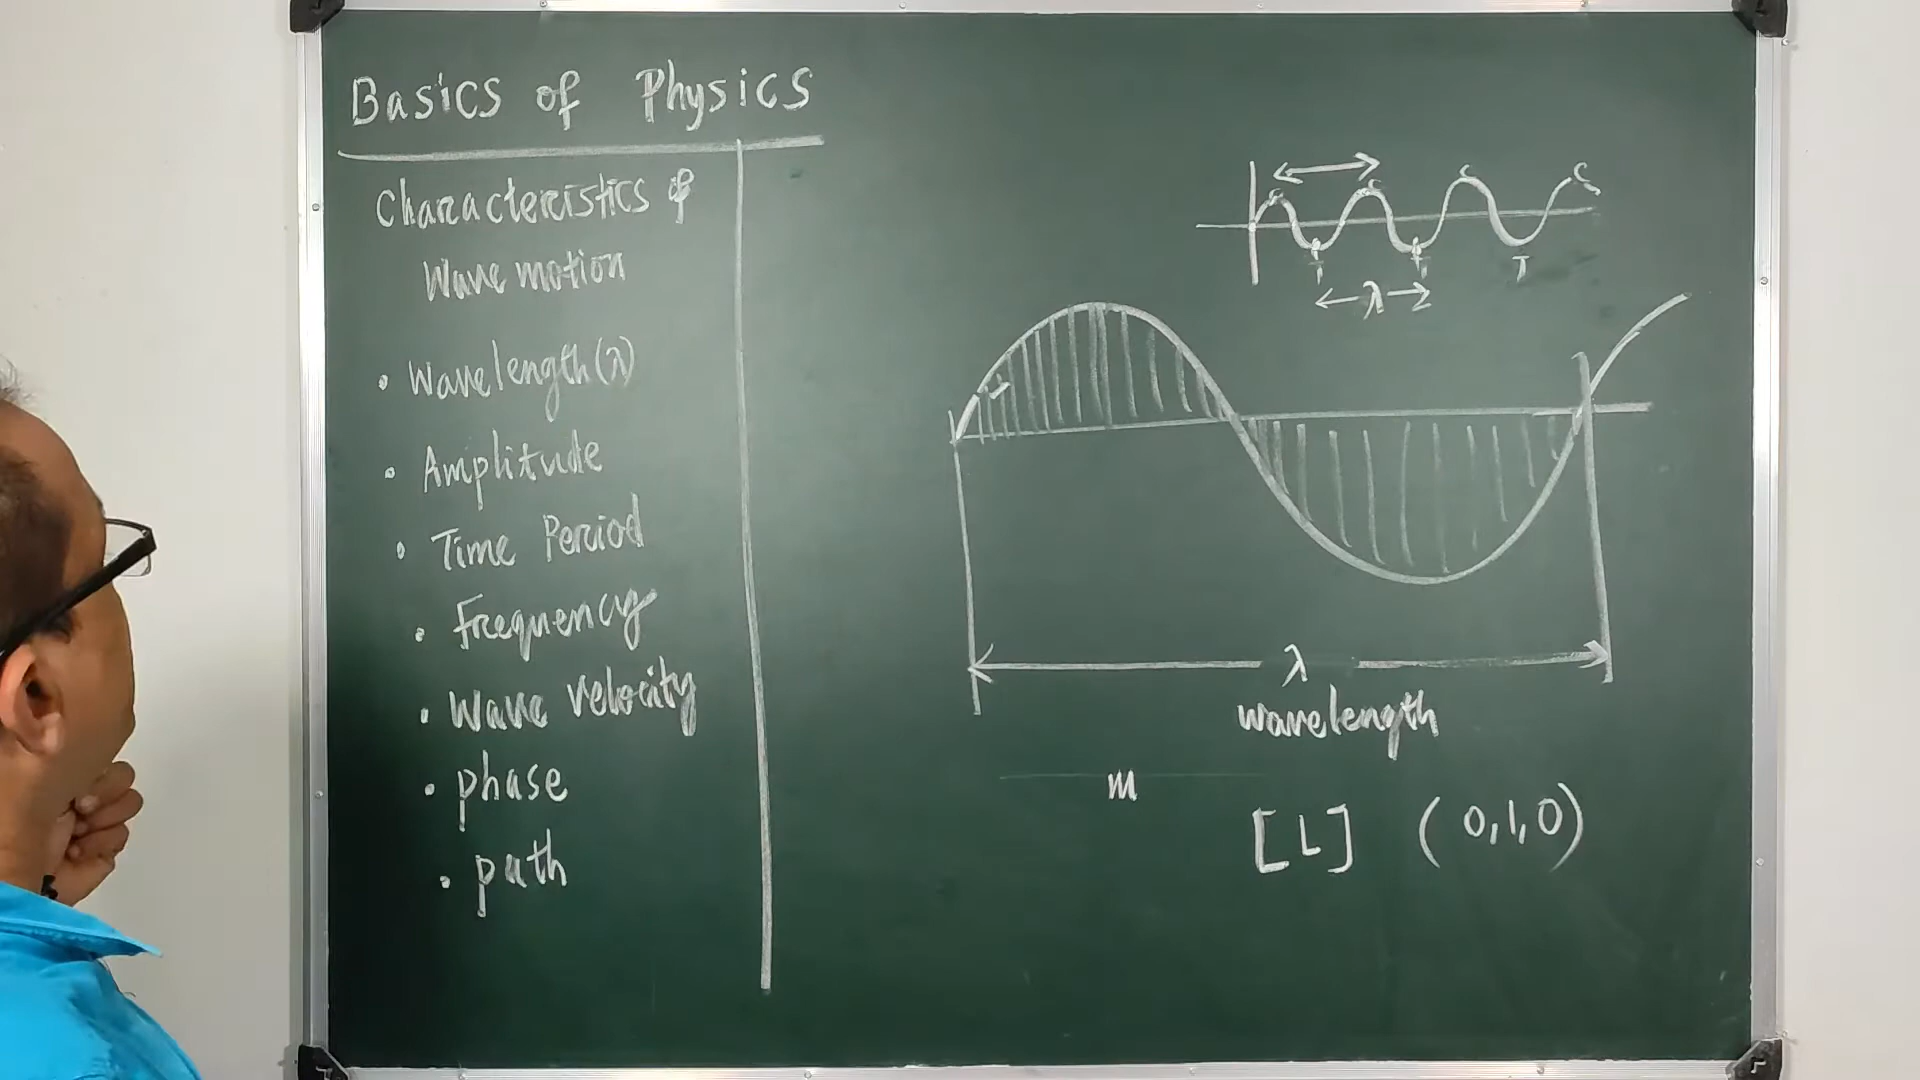 Basics of Physics
Characteristics of
Wave motion
• Wavelength (λ)
• Amplitude
• Time Period
• Frequency
• Wave velocity
• phase
• path
C C C C
T T T
λ
λ
wavelength
m
[L] (0,1,0)